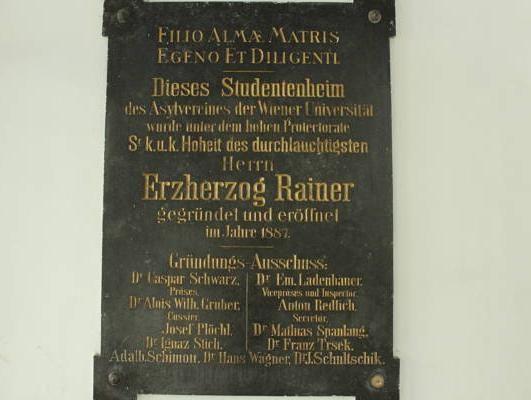 FILIO ALMÆ MATRIS
EGENO ET DILIGENTI.
Dieses Studentenheim
des Asylvereines der Wiener Universität
wurde unter dem hohen Protectorate
Sr k.u.k. Hoheit des durchlauchtigsten
Herrn
Erzherzog Rainer
gegründet und eröffnet
im Jahre 1887.
Gründungs-Ausschuss:
Dr Caspar Schwarz,
Präses,
Dr Alois Wilh. Gruber,
Cassier,
Josef Plöchl,
Dr Ignaz Stich,
Dr Em. Ladenbauer,
Vicepräses und Inspector,
Anton Redlich,
Secretär,
Dr Mathias Spanlang,
Dr Franz Trsek,
Adalb. Schimon, Dr Hans Wagner, Dr J. Schultschik.